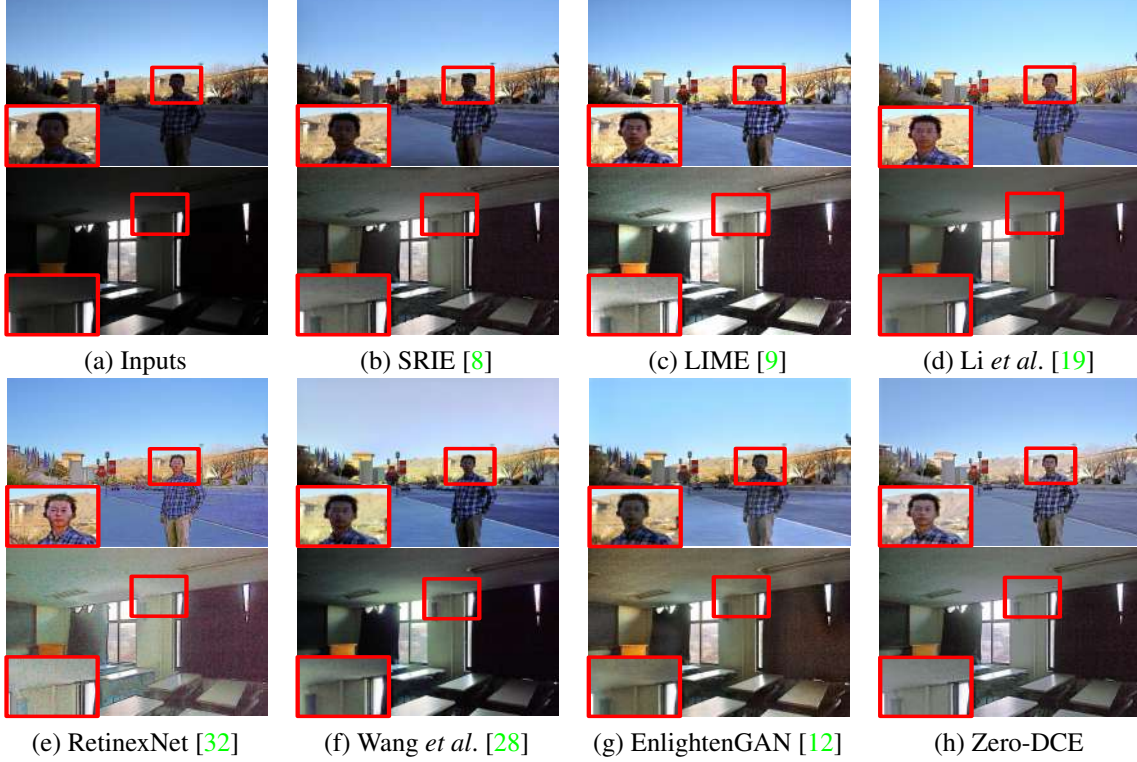 (a) Inputs
(b) SRIE [8]
(c) LIME [9]
(d) Li et al. [19]
(e) RetinexNet [32]
(f) Wang et al. [28]
(g) EnlightenGAN [12]
(h) Zero-DCE